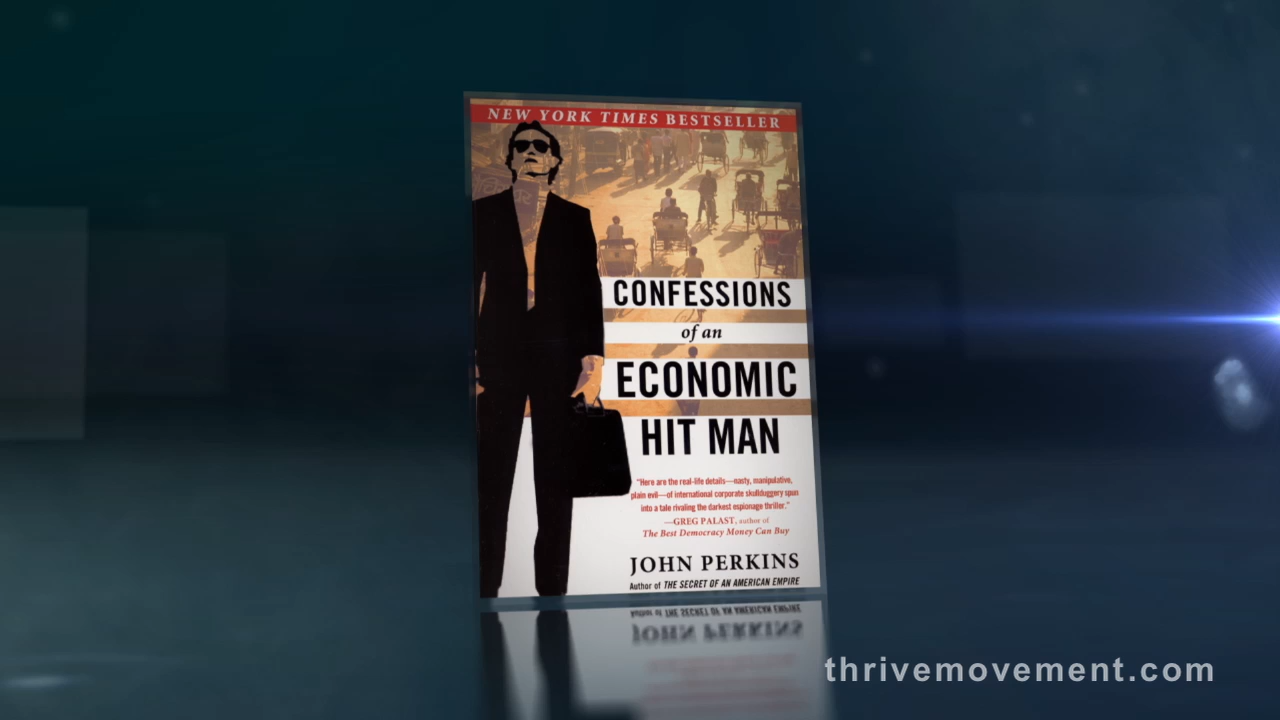 NEW YORK TIMES BESTSELLER
CONFESSIONS
of an
ECONOMIC
HIT MAN
"Here are the real-life details—nasty, manipulative,
plain evil—of international corporate skullduggery spun
into a tale rivaling the darkest espionage thriller."
—GREG PALAST, author of
The Best Democracy Money Can Buy
JOHN PERKINS
Author of THE SECRET OF AN AMERICAN EMPIRE
thrivemovement.com